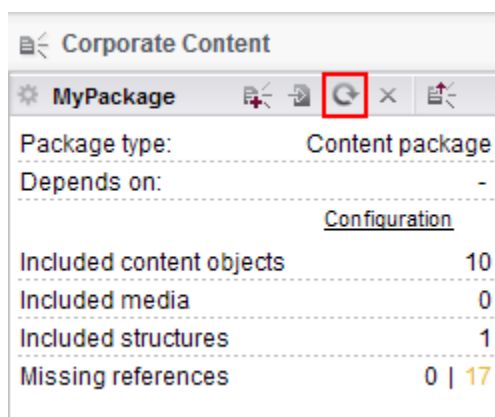 Corporate Content
MyPackage
Package type: Content package
Depends on: -
Configuration
Included content objects 10
Included media 0
Included structures 1
Missing references 0 | 17